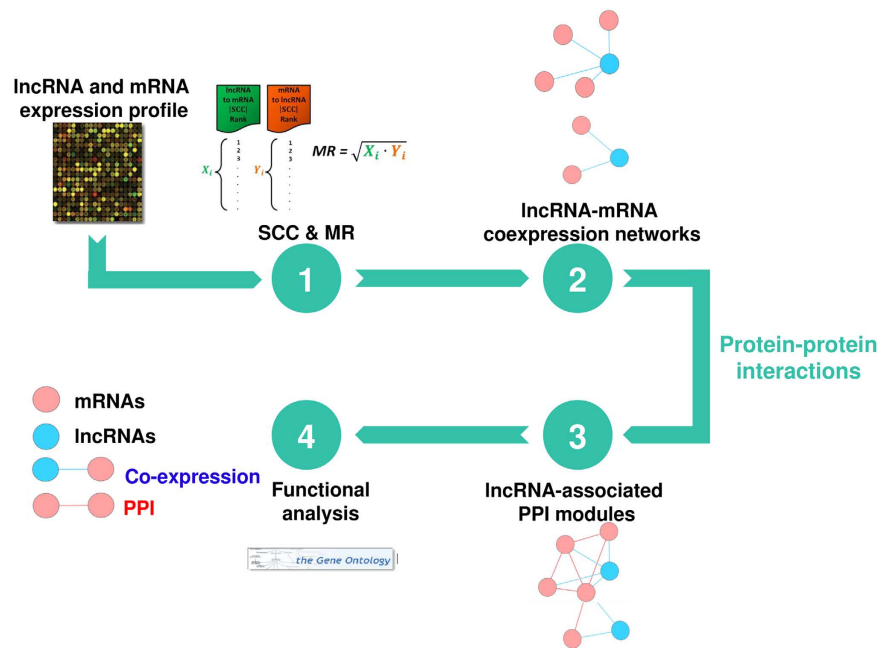 lncRNA and mRNA
expression profile
lncRNA
to mRNA
|SCC|
Rank
mRNA
to lncRNA
|SCC|
Rank
1
2
3
.
.
.
.
.
1
2
3
.
.
.
.
.
Xi
Yi
MR = √Xi · Yi
SCC & MR
1
lncRNA-mRNA
coexpression networks
2
Protein-protein
interactions
mRNAs
lncRNAs
Co-expression
PPI
4
Functional
analysis
the Gene Ontology
3
lncRNA-associated
PPI modules